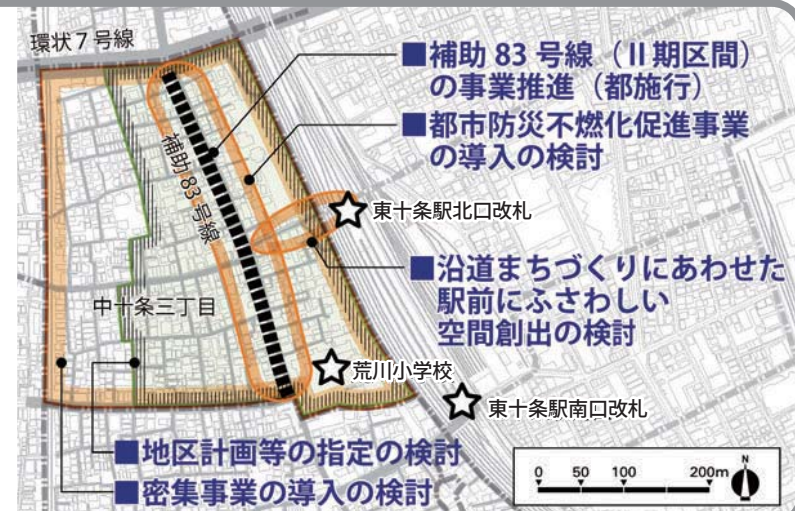 環状7号線
■補助 83 号線（Ⅱ期区間）
の事業推進（都施行）
■都市防災不燃化促進事業
の導入の検討
補助 83 号線
東十条駅北口改札
■沿道まちづくりにあわせた
駅前にふさわしい
空間創出の検討
中十条三丁目
荒川小学校
東十条駅南口改札
■地区計画等の指定の検討
■密集事業の導入の検討
0 50 100 200m
N